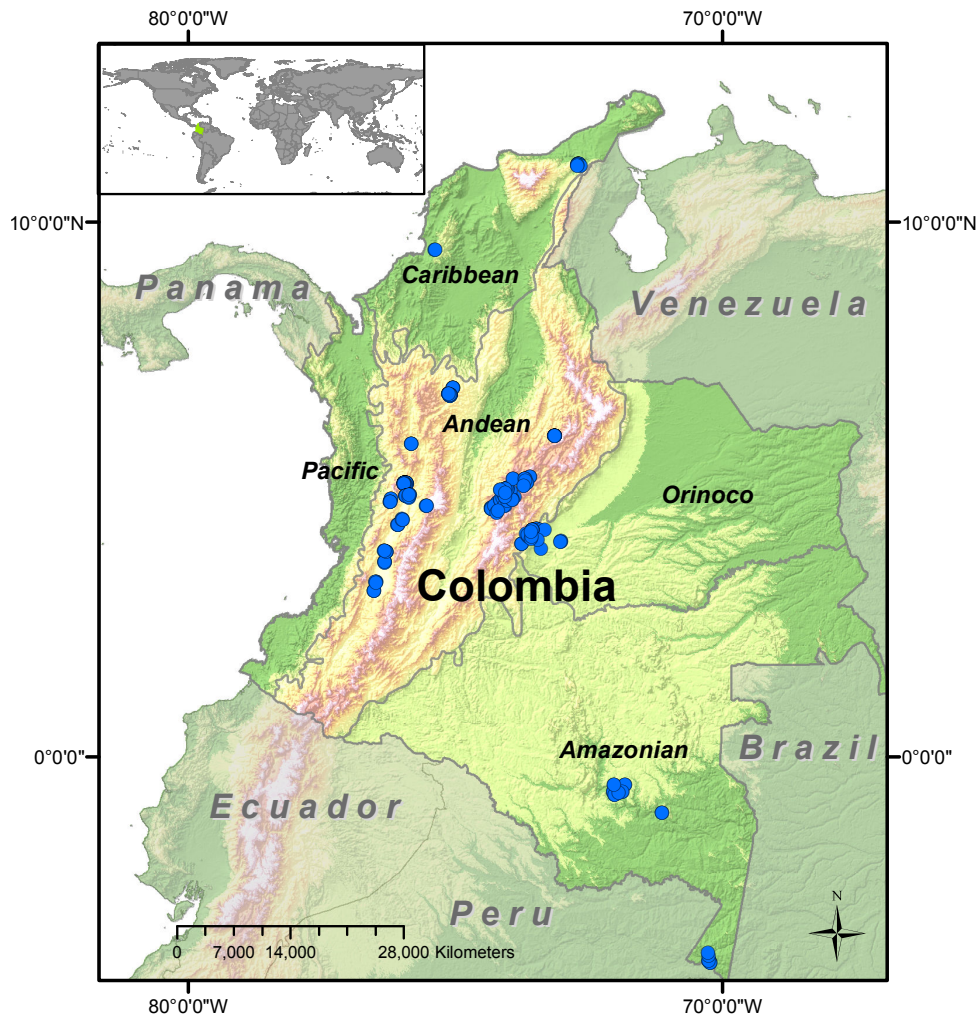 80°0'0"W 70°0'0"W
10°0'0"N 10°0'0"N
Caribbean
Panama
Venezuela
Andean
Pacific
Orinoco
Colombia
Amazonian
0°0'0" 0°0'0"
Brazil
Ecuador
Peru
N
0 7,000 14,000 28,000 Kilometers
80°0'0"W 70°0'0"W